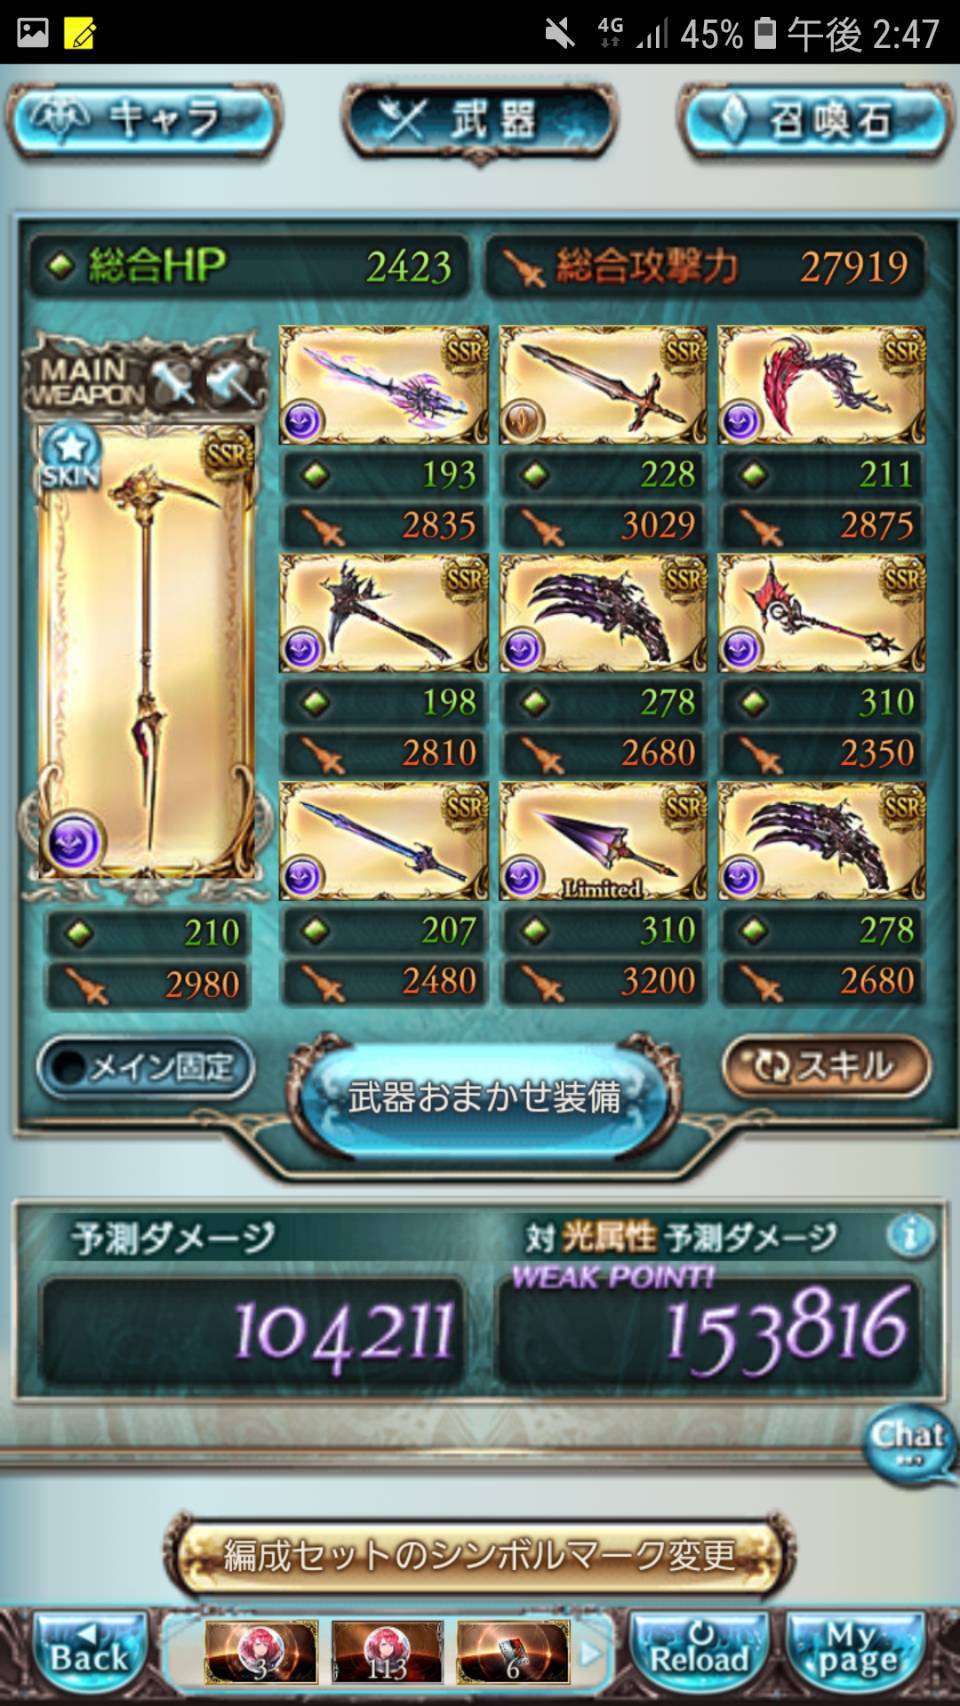 4G 45% 午後 2:47
キャラ 武器 召喚石
総合HP 2423 総合攻撃力 27919
MAIN
WEAPON
SKIN SSR
SSR SSR SSR
193 228 211
2835 3029 2875
SSR SSR SSR
198 278 310
2810 2680 2350
SSR SSR SSR
Limited
210 207 310 278
2980 2480 3200 2680
メイン固定 武器おまかせ装備 スキル
予測ダメージ 対 光属性 予測ダメージ
WEAK POINT!
104211 153816
Chat
編成セットのシンボルマーク変更
Back 3 113 6 Reload My page